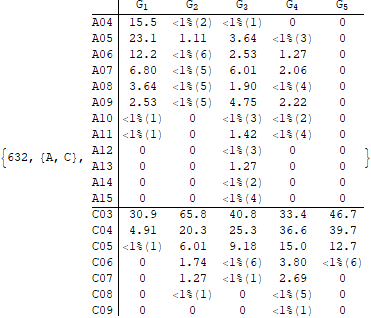 G1 G2 G3 G4 G5
A04 15.5 <1%(2) <1%(1) 0 0
A05 23.1 1.11 3.64 <1%(3) 0
A06 12.2 <1%(6) 2.53 1.27 0
A07 6.80 <1%(5) 6.01 2.06 0
A08 3.64 <1%(5) 1.90 <1%(4) 0
A09 2.53 <1%(5) 4.75 2.22 0
A10 <1%(1) 0 <1%(3) <1%(2) 0
A11 <1%(1) 0 1.42 <1%(4) 0
{632, {A, C}, A12 0 0 <1%(3) 0 0 }
A13 0 0 1.27 0 0
A14 0 0 <1%(2) 0 0
A15 0 0 <1%(4) 0 0
C03 30.9 65.8 40.8 33.4 46.7
C04 4.91 20.3 25.3 36.6 39.7
C05 <1%(1) 6.01 9.18 15.0 12.7
C06 0 1.74 <1%(6) 3.80 <1%(6)
C07 0 1.27 <1%(1) 2.69 0
C08 0 <1%(1) 0 <1%(5) 0
C09 0 0 0 <1%(1) 0